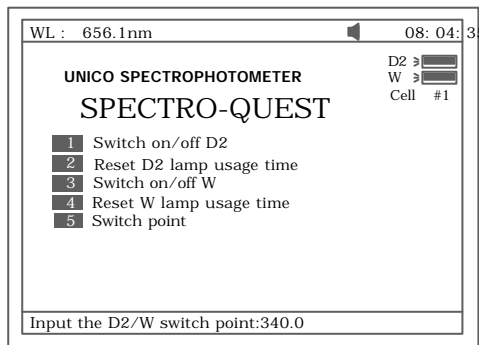 WL : 656.1nm 08: 04: 35
D2
W
Cell #1
UNICO SPECTROPHOTOMETER
SPECTRO-QUEST
1 Switch on/off D2
2 Reset D2 lamp usage time
3 Switch on/off W
4 Reset W lamp usage time
5 Switch point
Input the D2/W switch point:340.0